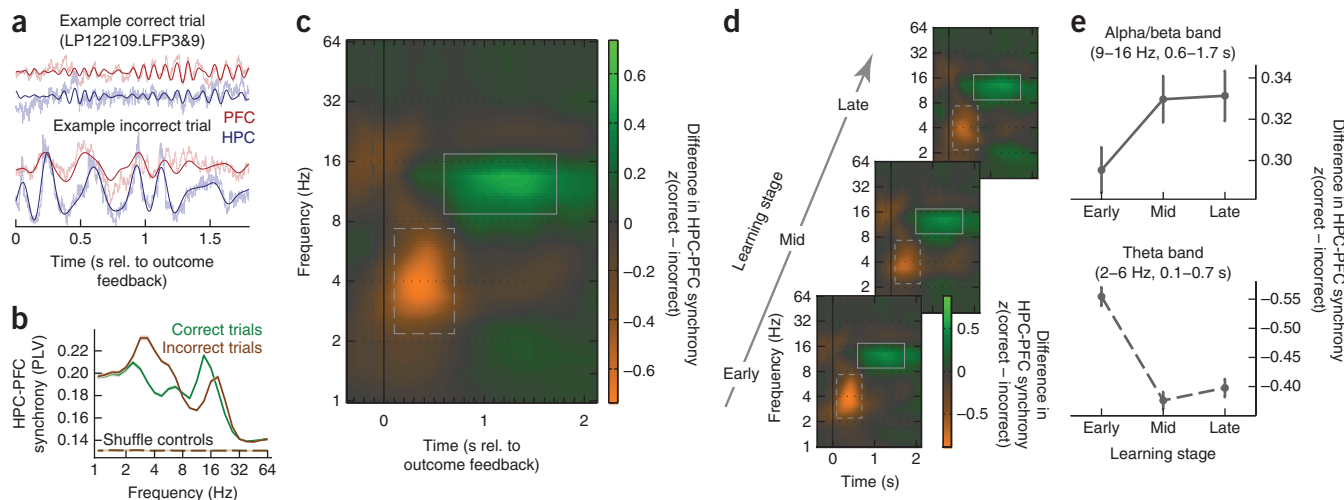 a
Example correct trial
(LP122109.LFP3&9)
PFC
HPC
Example incorrect trial
0 0.5 1 1.5
Time (s rel. to outcome
feedback)
b
Correct trials
Incorrect trials
HPC-PFC
synchrony (PLV)
0.22
0.20
0.18
0.16
0.14
Shuffle controls
1 2 4 8 16 32 64
Frequency (Hz)
c
Frequency (Hz)
64
32
16
8
4
2
1
0 1 2
Time (s rel. to
outcome feedback)
0.6
0.4
0.2
0
−0.2
−0.4
−0.6
Difference in HPC-PFC synchrony
z(correct – incorrect)
d
Learning stage
Early
Mid
Late
64
32
16
8
4
2
64
32
16
8
4
2
64
32
16
8
4
2
1
Frequency (Hz)
0 1 2
Time (s)
0.5
0
−0.5
Difference in
HPC-PFC synchrony
z(correct – incorrect)
e
Alpha/beta band
(9–16 Hz, 0.6–1.7 s)
0.34
0.32
0.30
Early Mid Late
Theta band
(2–6 Hz, 0.1–0.7 s)
−0.55
−0.50
−0.45
−0.40
Early Mid Late
Learning stage
Difference in HPC-PFC synchrony
z(correct – incorrect)